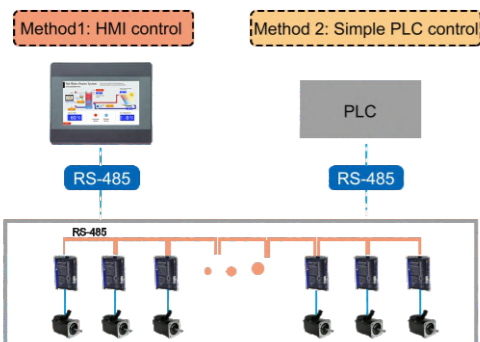 Method1: HMI control
Method 2: Simple PLC control
PLC
RS-485
RS-485
RS-485